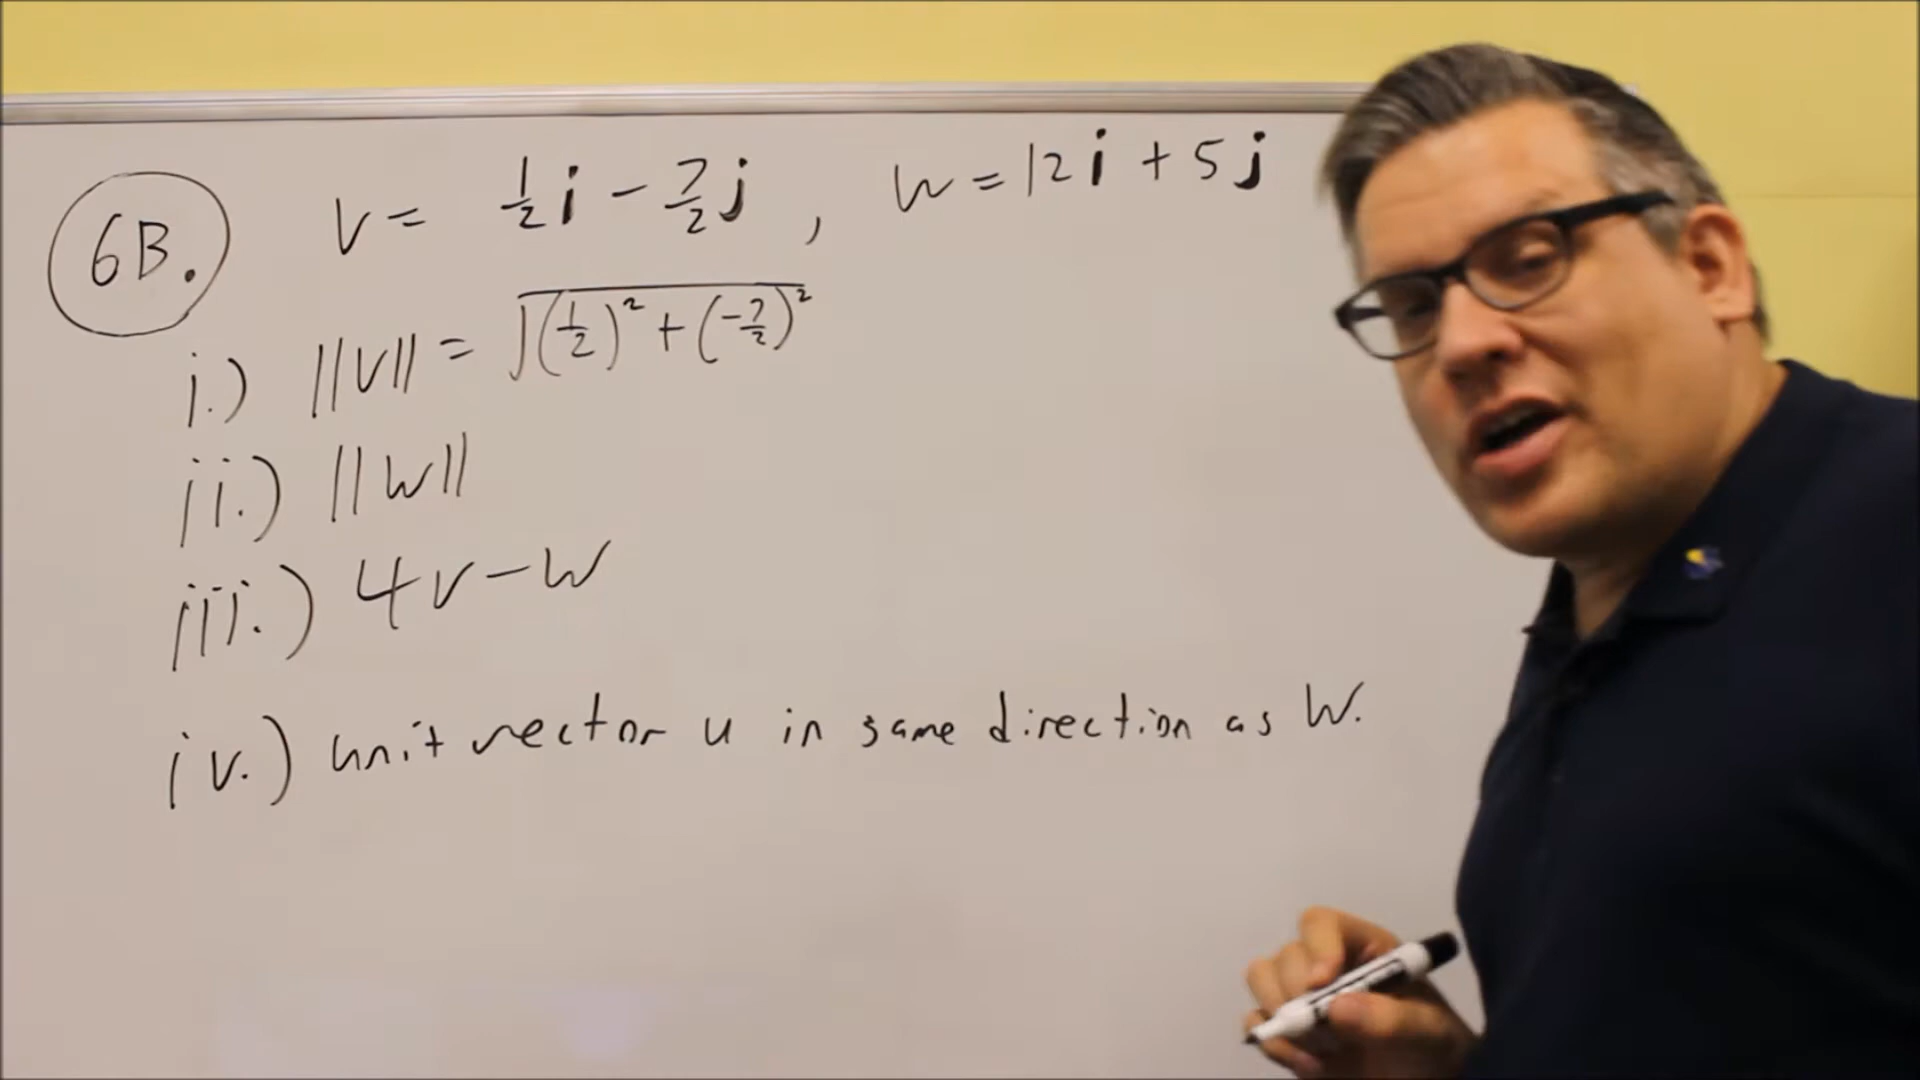 6B. v = 1/2 i - 7/2 j , w = 12i + 5j
i.) ||v|| = √(1/2)² + (-7/2)²
ii.) ||w||
iii.) 4v - w
iv.) unit vector u in same direction as w.